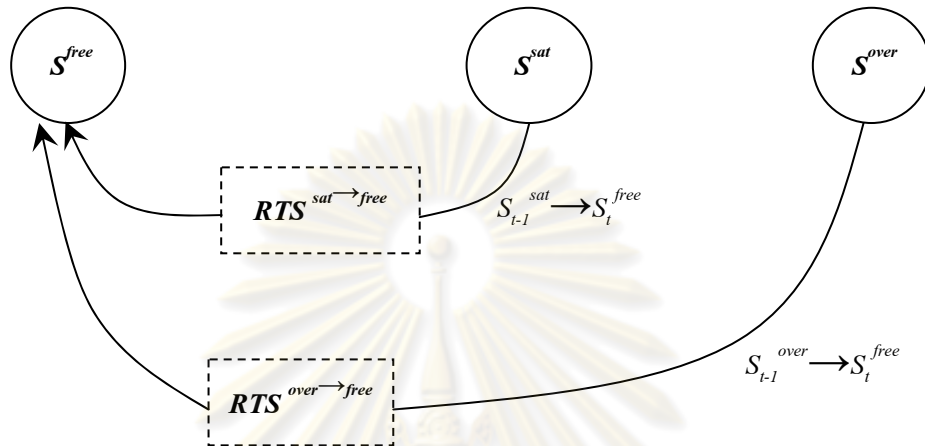 S^free S^sat S^over
RTS^sat→free
S_t-1^sat → S_t^free
S_t-1^over → S_t^free
RTS^over→free